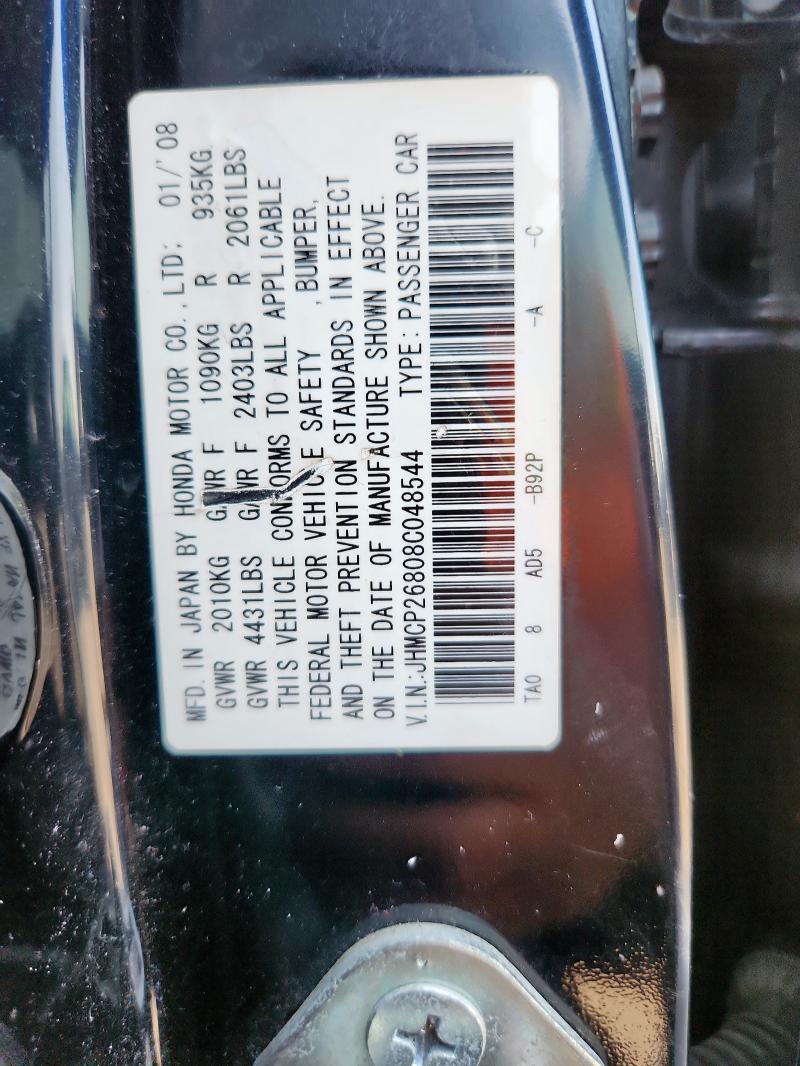 MFD. IN JAPAN BY HONDA MOTOR CO., LTD: 01/'08
GVWR 2010KG GAWR F 1090KG R 935KG
GVWR 4431LBS GAWR F 2403LBS R 2061LBS
THIS VEHICLE CONFORMS TO ALL APPLICABLE
FEDERAL MOTOR VEHICLE SAFETY , BUMPER,
AND THEFT PREVENTION STANDARDS IN EFFECT
ON THE DATE OF MANUFACTURE SHOWN ABOVE.
V.I.N.:JHMCP26808C048544 TYPE:PASSENGER CAR
TA0 8 AD5 -B92P -A -C